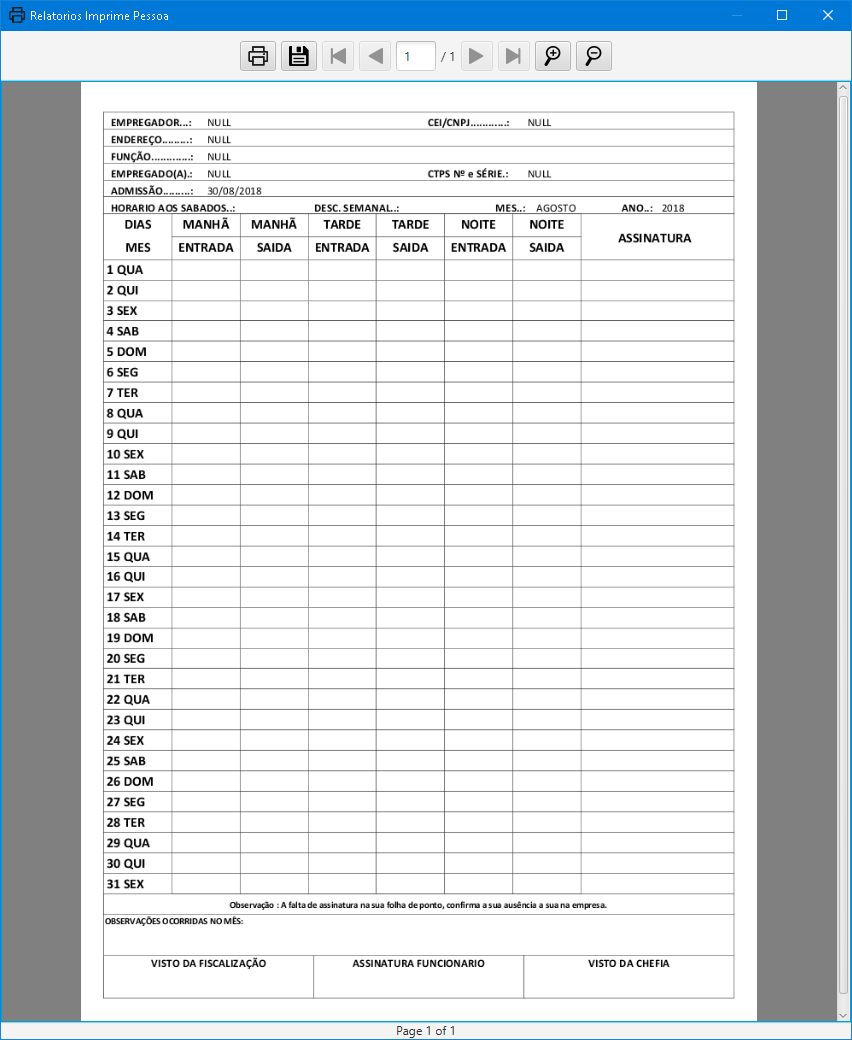 Relatorios Imprime Pessoa
1 / 1
EMPREGADOR...: NULL CEI/CNPJ............: NULL
ENDEREÇO.........: NULL
FUNÇÃO.............: NULL
EMPREGADO(A).: NULL CTPS Nº e SÉRIE.: NULL
ADMISSÃO.........: 30/08/2018
HORARIO AOS SABADOS..: DESC. SEMANAL.: MES..: AGOSTO ANO..: 2018
DIAS MANHÃ MANHÃ TARDE TARDE NOITE NOITE ASSINATURA
MES ENTRADA SAIDA ENTRADA SAIDA ENTRADA SAIDA
1 QUA
2 QUI
3 SEX
4 SAB
5 DOM
6 SEG
7 TER
8 QUA
9 QUI
10 SEX
11 SAB
12 DOM
13 SEG
14 TER
15 QUA
16 QUI
17 SEX
18 SAB
19 DOM
20 SEG
21 TER
22 QUA
23 QUI
24 SEX
25 SAB
26 DOM
27 SEG
28 TER
29 QUA
30 QUI
31 SEX
Observação : A falta de assinatura na sua folha de ponto, confirma a sua ausência a sua na empresa.
OBSERVAÇÕES OCORRIDAS NO MÊS:
VISTO DA FISCALIZAÇÃO ASSINATURA FUNCIONARIO VISTO DA CHEFIA
Page 1 of 1